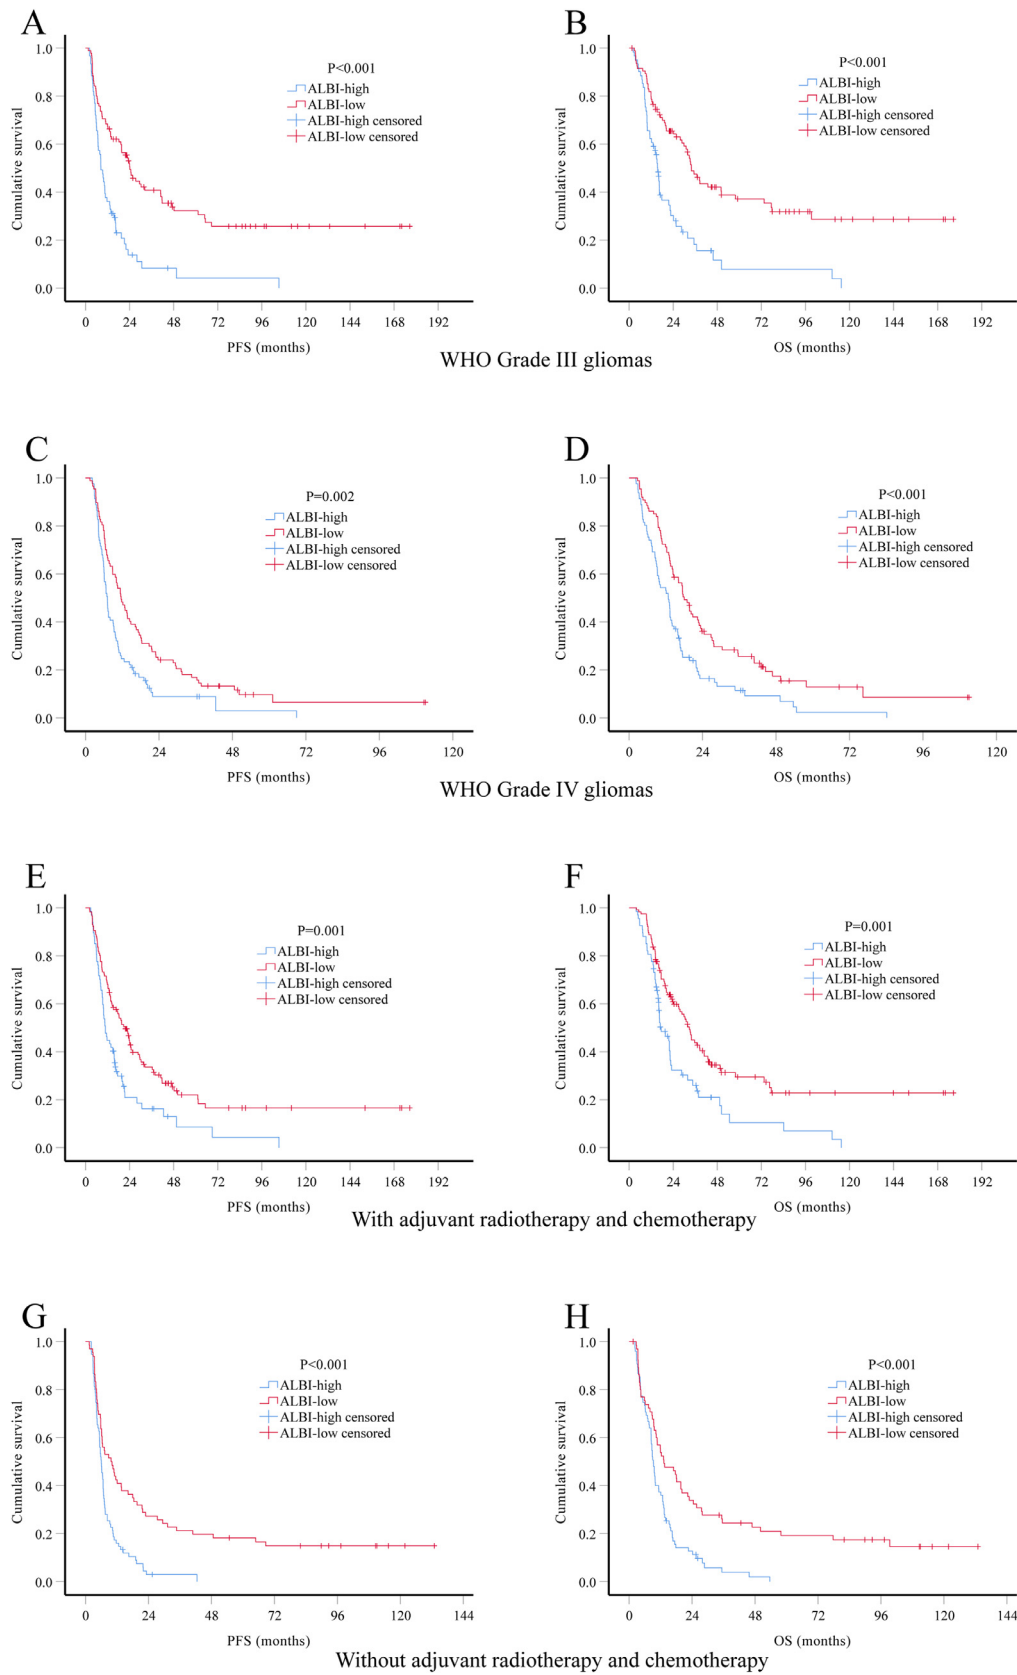 A
Cumulative survival
1.0
0.8
0.6
0.4
0.2
0.0
P<0.001
ALBI-high
ALBI-low
ALBI-high censored
ALBI-low censored
0 24 48 72 96 120 144 168 192
PFS (months)
B
Cumulative survival
1.0
0.8
0.6
0.4
0.2
0.0
P<0.001
ALBI-high
ALBI-low
ALBI-high censored
ALBI-low censored
0 24 48 72 96 120 144 168 192
OS (months)
WHO Grade III gliomas
C
Cumulative survival
1.0
0.8
0.6
0.4
0.2
0.0
P=0.002
ALBI-high
ALBI-low
ALBI-high censored
ALBI-low censored
0 24 48 72 96 120
PFS (months)
D
Cumulative survival
1.0
0.8
0.6
0.4
0.2
0.0
P<0.001
ALBI-high
ALBI-low
ALBI-high censored
ALBI-low censored
0 24 48 72 96 120
OS (months)
WHO Grade IV gliomas
E
Cumulative survival
1.0
0.8
0.6
0.4
0.2
0.0
P=0.001
ALBI-high
ALBI-low
ALBI-high censored
ALBI-low censored
0 24 48 72 96 120 144 168 192
PFS (months)
F
Cumulative survival
1.0
0.8
0.6
0.4
0.2
0.0
P=0.001
ALBI-high
ALBI-low
ALBI-high censored
ALBI-low censored
0 24 48 72 96 120 144 168 192
OS (months)
With adjuvant radiotherapy and chemotherapy
G
Cumulative survival
1.0
0.8
0.6
0.4
0.2
0.0
P<0.001
ALBI-high
ALBI-low
ALBI-high censored
ALBI-low censored
0 24 48 72 96 120 144
PFS (months)
H
Cumulative survival
1.0
0.8
0.6
0.4
0.2
0.0
P<0.001
ALBI-high
ALBI-low
ALBI-high censored
ALBI-low censored
0 24 48 72 96 120 144
OS (months)
Without adjuvant radiotherapy and chemotherapy